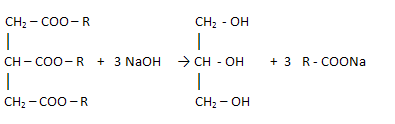 CH₂ – COO – R CH₂ - OH
CH – COO – R + 3 NaOH → CH - OH + 3 R - COONa
CH₂ – COO – R CH₂ – OH